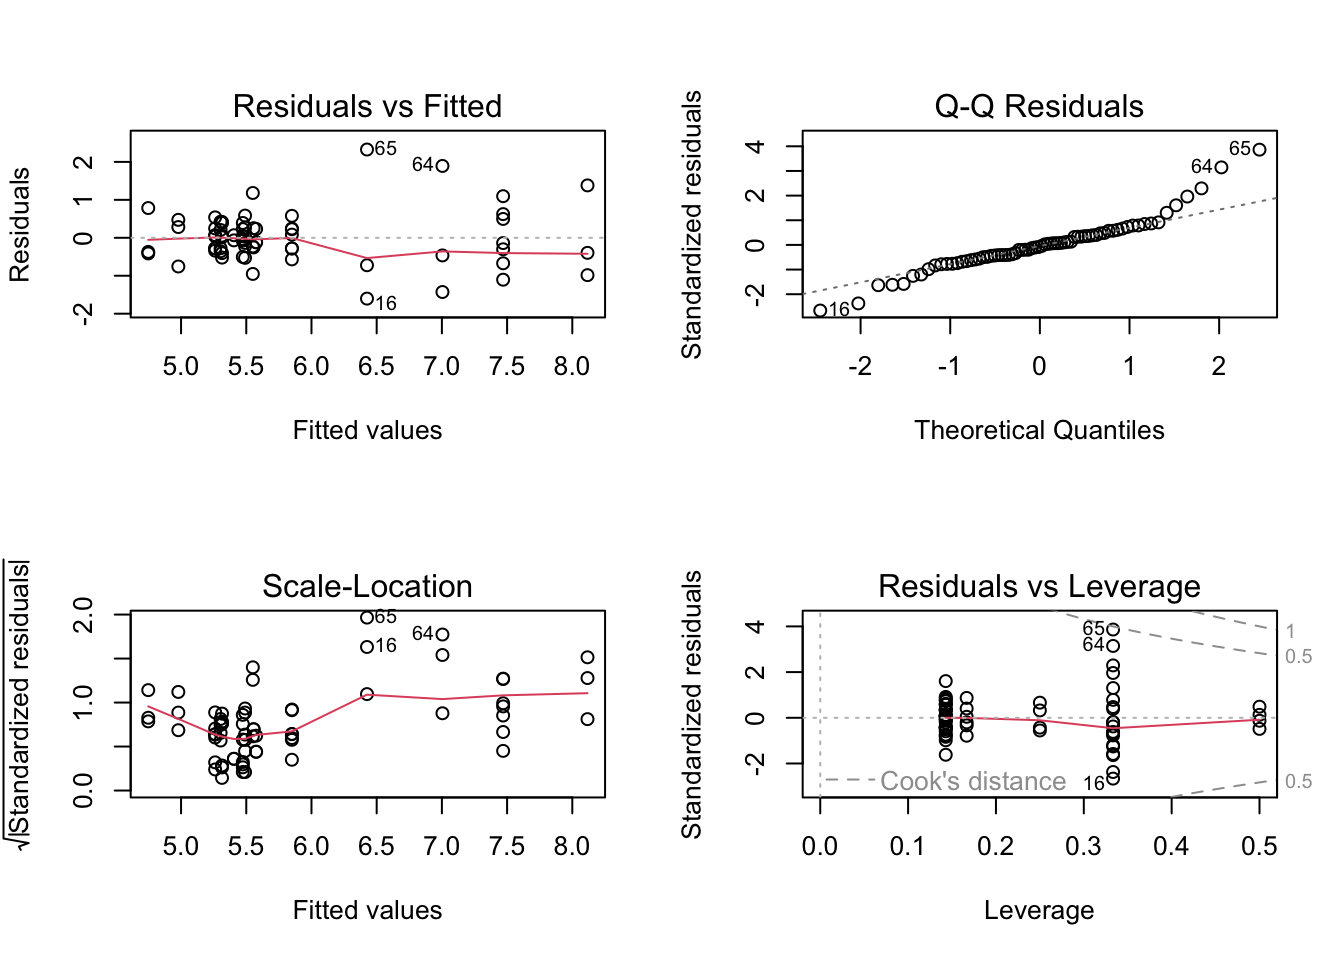 Residuals vs Fitted
Residuals
2
1
0
-2
65
64
16
5.0 5.5 6.0 6.5 7.0 7.5 8.0
Fitted values
Q-Q Residuals
Standardized residuals
4
2
0
-2
65
64
16
-2 -1 0 1 2
Theoretical Quantiles
Scale-Location
√|Standardized residuals|
2.0
1.0
0.0
65
64
16
5.0 5.5 6.0 6.5 7.0 7.5 8.0
Fitted values
Residuals vs Leverage
Standardized residuals
4
2
0
-2
65
64
16
1
0.5
0.5
Cook's distance
0.0 0.1 0.2 0.3 0.4 0.5
Leverage